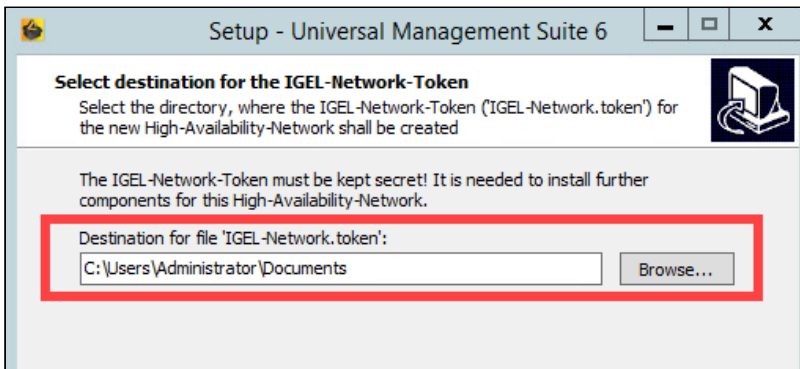 Setup - Universal Management Suite 6
Select destination for the IGEL-Network-Token
Select the directory, where the IGEL-Network-Token ('IGEL-Network.token') for
the new High-Availability-Network shall be created
The IGEL-Network-Token must be kept secret! It is needed to install further
components for this High-Availability-Network.
Destination for file 'IGEL-Network.token':
C:\Users\Administrator\Documents
Browse...